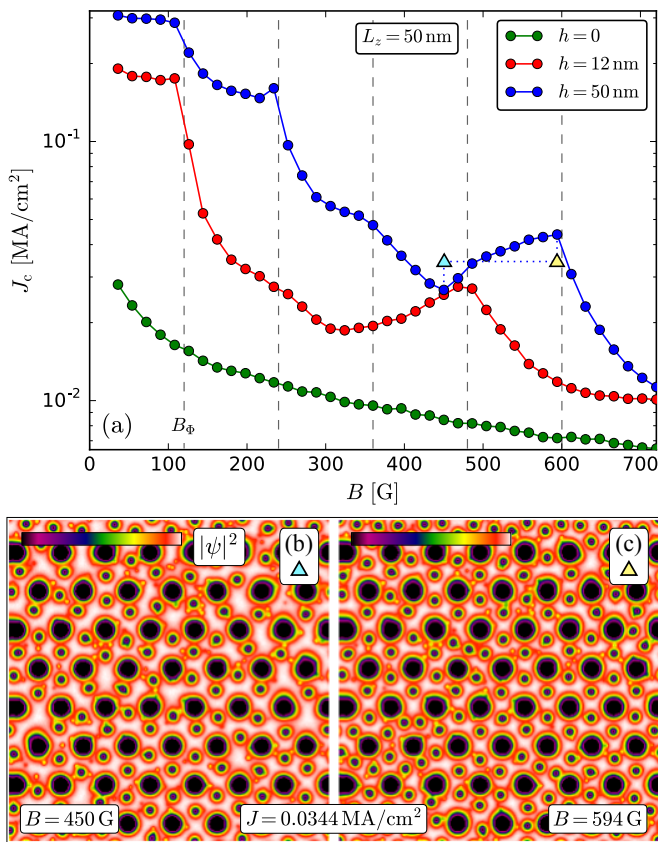 L_z = 50 nm
h = 0
h = 12 nm
h = 50 nm
J_c [MA/cm²]
10⁻¹
10⁻²
(a)
B_Φ
0 100 200 300 400 500 600 700
B [G]
|ψ|²
(b)
(c)
B = 450 G
J = 0.0344 MA/cm²
B = 594 G